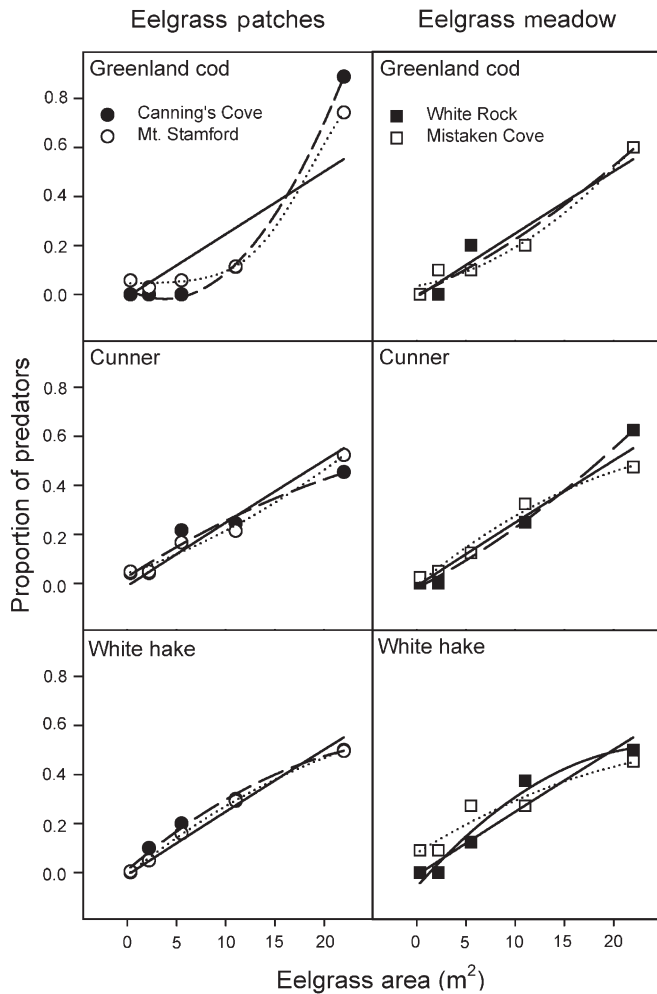 Eelgrass patches
Eelgrass meadow
Greenland cod
Canning's Cove
Mt. Stamford
Greenland cod
White Rock
Mistaken Cove
0.8
0.6
0.4
0.2
0.0
Cunner
Cunner
0.8
0.6
0.4
0.2
0.0
White hake
White hake
0.8
0.6
0.4
0.2
0.0
0 5 10 15 20
0 5 10 15 20
Proportion of predators
Eelgrass area (m²)